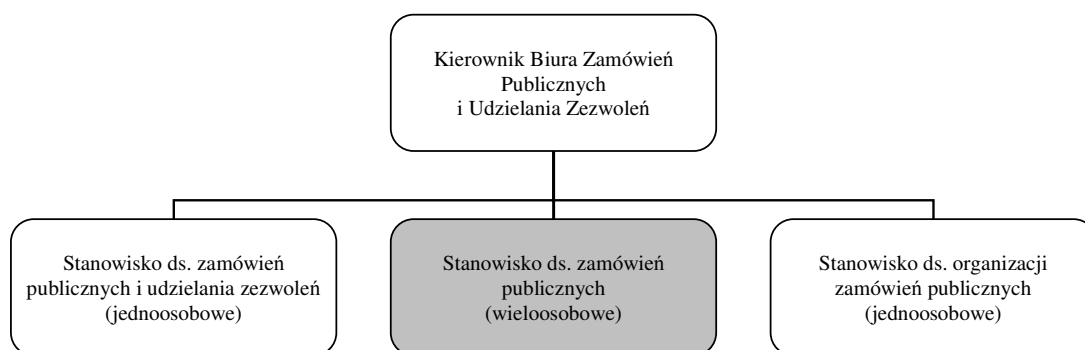 Kierownik Biura Zamówień
Publicznych
i Udzielania Zezwoleń
Stanowisko ds. zamówień
publicznych i udzielania zezwoleń
(jednoosobowe)
Stanowisko ds. zamówień
publicznych
(wieloosobowe)
Stanowisko ds. organizacji
zamówień publicznych
(jednoosobowe)